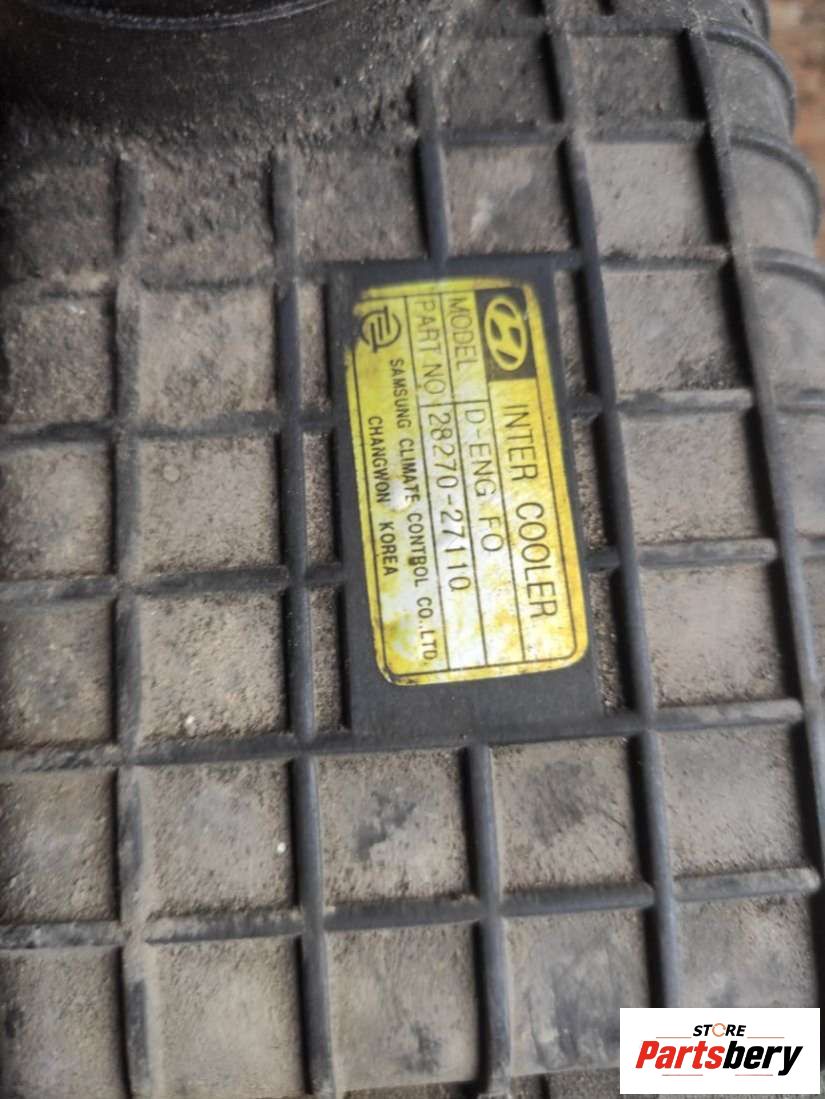 INTER COOLER
MODEL D-ENG FO
PART NO 28270-27110
SAMSUNG CLIMATE CONTROL CO.,LTD.
CHANGWON KOREA
STORE
Partsbery